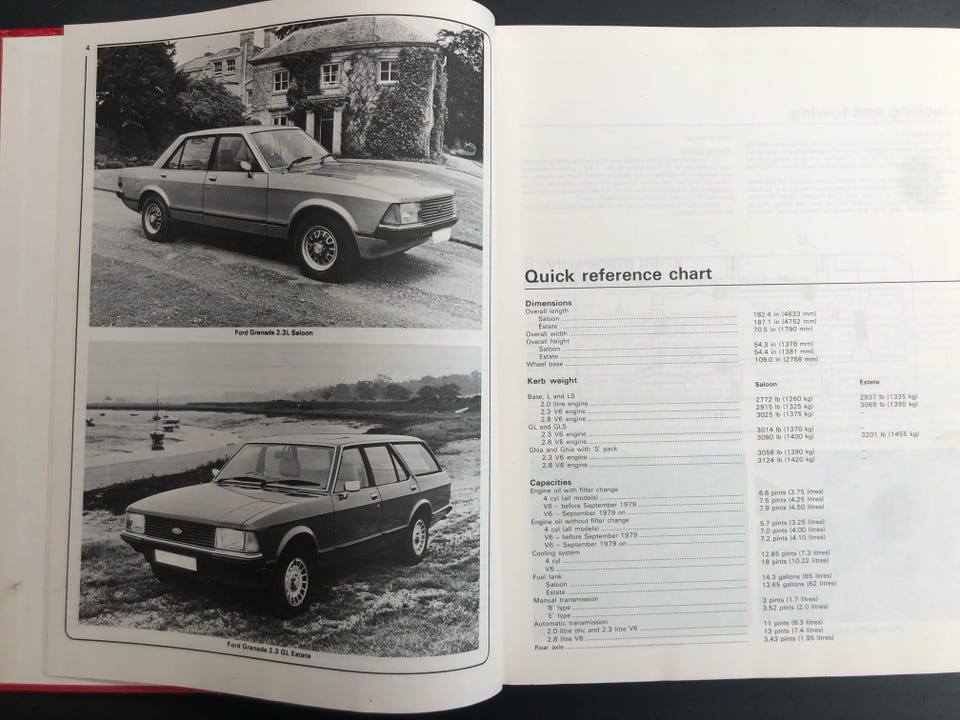 4
Ford Granada 2.3L Saloon
Ford Granada 2.3 GL Estate
Quick reference chart
Dimensions
Overall length
Saloon 182.4 in (4633 mm)
Estate 187.1 in (4752 mm)
Overall width 70.5 in (1790 mm)
Overall height
Saloon 54.3 in (1378 mm)
Estate 54.4 in (1381 mm)
Wheel base 109.0 in (2768 mm)
Kerb weight
Saloon Estate
Base, L and LS
2.0 litre engine 2772 lb (1260 kg) 2937 lb (1335 kg)
2.3 V6 engine 2915 lb (1325 kg) 3069 lb (1395 kg)
2.8 V6 engine 3025 lb (1375 kg) –
GL and GLS
2.3 V6 engine 3014 lb (1370 kg) –
2.8 V6 engine 3080 lb (1400 kg) 3201 lb (1455 kg)
Ghia and Ghia with 'S' pack
2.3 V6 engine 3058 lb (1390 kg) –
2.8 V6 engine 3124 lb (1420 kg) –
Capacities
Engine oil with filter change
4 cyl (all models) 6.6 pints (3.75 litres)
V6 – before September 1979 7.5 pints (4.25 litres)
V6 – September 1979 on 7.9 pints (4.50 litres)
Engine oil without filter change
4 cyl (all models) 5.7 pints (3.25 litres)
V6 – before September 1979 7.0 pints (4.00 litres)
V6 – September 1979 on 7.2 pints (4.10 litres)
Cooling system
4 cyl 12.85 pints (7.3 litres)
V6 18 pints (10.22 litres)
Fuel tank
Saloon 14.3 gallons (65 litres)
Estate 13.65 gallons (62 litres)
Manual transmission
'B' type 3 pints (1.7 litres)
'E' type 3.52 pints (2.0 litres)
Automatic transmission
2.0 litre ohc and 2.3 litre V6 11 pints (6.3 litres)
2.8 litre V6 13 pints (7.4 litres)
Rear axle 3.43 pints (1.95 litres)